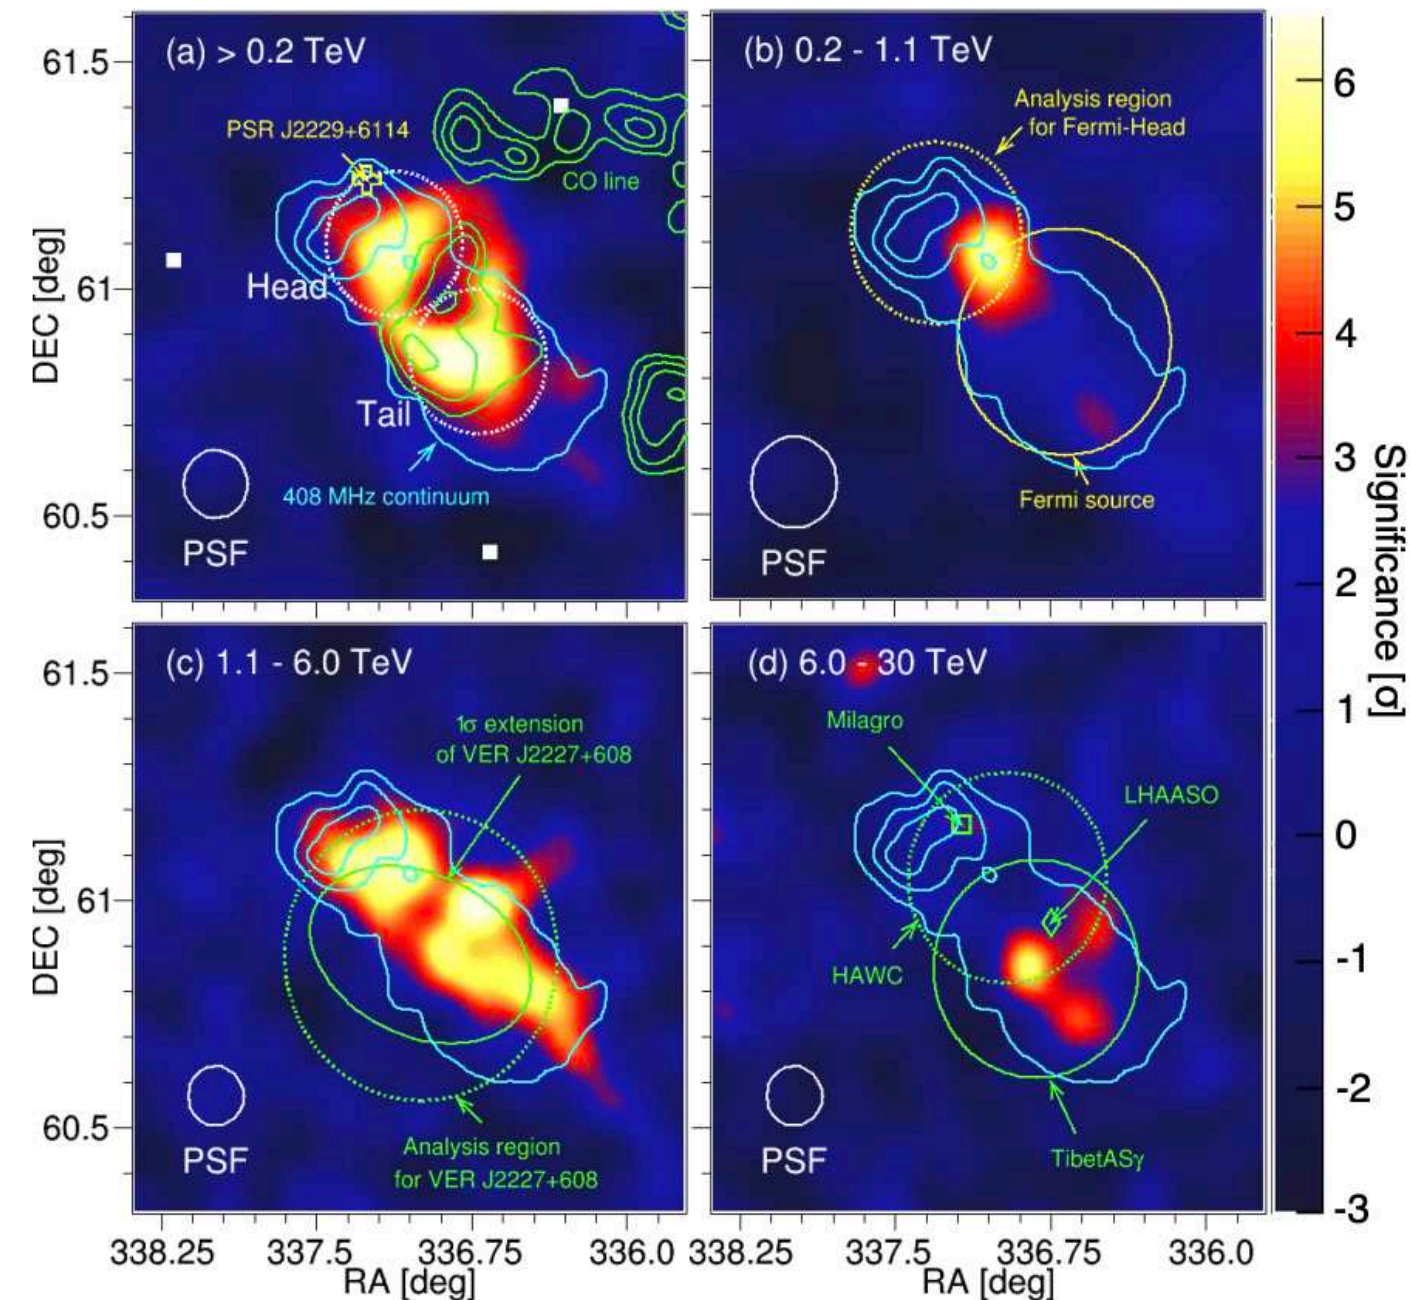 (a) > 0.2 TeV
PSR J2229+6114
CO line
Head
Tail
408 MHz continuum
PSF
61.5
61
60.5
DEC [deg]
(b) 0.2 - 1.1 TeV
Analysis region
for Fermi-Head
Fermi source
PSF
(c) 1.1 - 6.0 TeV
1σ extension
of VER J2227+608
Analysis region
for VER J2227+608
PSF
61.5
61
60.5
DEC [deg]
338.25 337.5 336.75 336.0
RA [deg]
(d) 6.0 - 30 TeV
Milagro
LHAASO
HAWC
TibetASγ
PSF
338.25 337.5 336.75 336.0
RA [deg]
6
5
4
3
2
1
0
-1
-2
-3
Significance [σ]